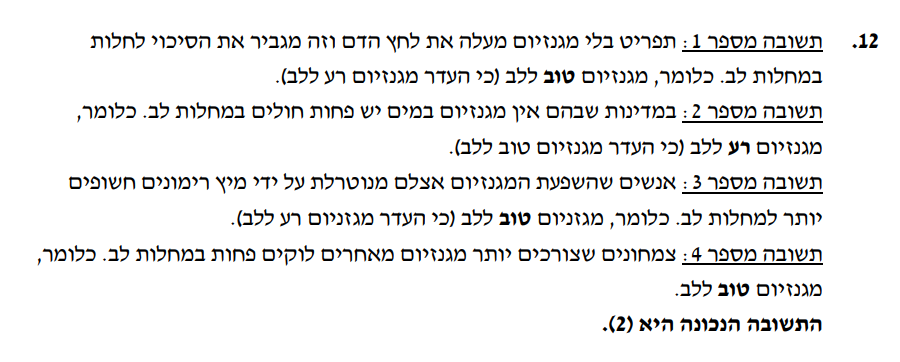 12. תשובה מספר 1: תפריט בלי מגנזיום מעלה את לחץ הדם וזה מגביר את הסיכוי לחלות
במחלות לב. כלומר, מגנזיום טוב ללב (כי העדר מגנזיום רע ללב).
תשובה מספר 2: במדינות שבהם אין מגנזיום במים יש פחות חולים במחלות לב. כלומר,
מגנזיום רע ללב (כי העדר מגנזיום טוב ללב).
תשובה מספר 3: אנשים שהשפעת המגנזיום אצלם מנוטרלת על ידי מיץ רימונים חשופים
יותר למחלות לב. כלומר, מגזניום טוב ללב (כי העדר מגזניום רע ללב).
תשובה מספר 4: צמחונים שצורכים יותר מגנזיום מאחרים לוקים פחות במחלות לב. כלומר,
מגנזיום טוב ללב.
התשובה הנכונה היא (2).